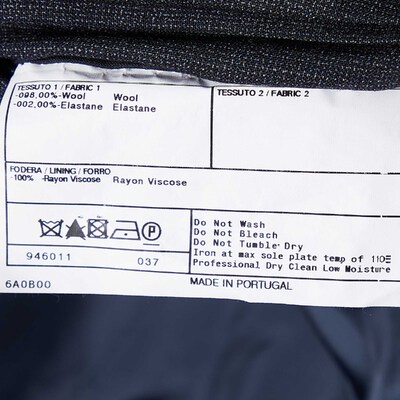 TESSUTO 1 / FABRIC 1
-098,00%-Wool Wool
-002,00%-Elastane Elastane
TESSUTO 2 / FABRIC 2
FODERA / LINING / FORRO
-100% -Rayon Viscose Rayon Viscose
P
Do Not Wash
Do Not Bleach
Do Not Tumble Dry
Iron at max sole plate temp of 110
Professional Dry Clean Low Moisture
946011 037
6A0B00
MADE IN PORTUGAL